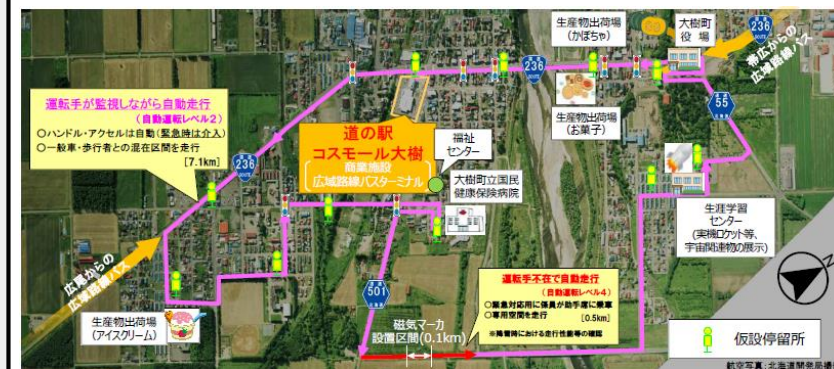 生産物出荷場
(かぼちゃ)
大樹町
役 場
236
ROUTE
帯広からの
広域路線バス
236
生産物出荷場
(お菓子)
55
運転手が監視しながら自動走行
(自動運転レベル2)
○ハンドル・アクセルは自動(緊急時は介入)
○一般車・歩行者との混在区間を走行
[7.1km]
236
道の駅
コスモール大樹
商業施設
広域路線バスターミナル
福祉
センター
大樹町立国民
健康保険病院
生涯学習
センター
(実機ロケット等、
宇宙関連物の展示)
広尾からの
広域路線バス
501
運転手不在で自動走行
(自動運転レベル4)
○緊急対応用に係員が助手席に乗車
○専用空間を走行
[0.5km]
※積雪時における走行性能等の確認
磁気マーカ
設置区間(0.1km)
生産物出荷場
(アイスクリーム)
仮設停留所
航空写真:北海道開発局